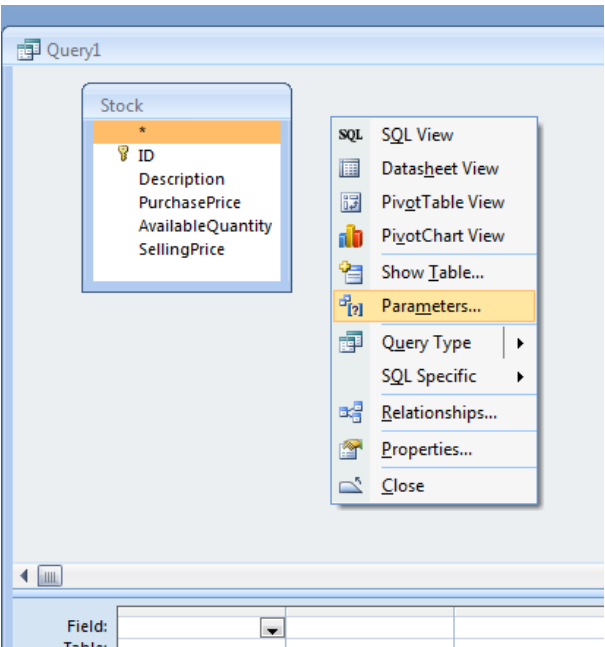 Query1
Stock
*
ID
Description
PurchasePrice
AvailableQuantity
SellingPrice
SQL SQL View
Datasheet View
PivotTable View
PivotChart View
Show Table...
Parameters...
Query Type
SQL Specific
Relationships...
Properties...
Close
Field:
Table: